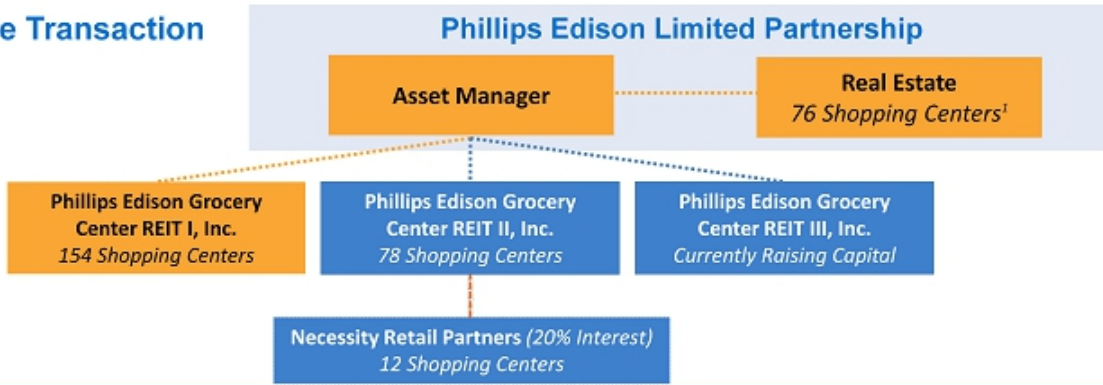 e Transaction
Phillips Edison Limited Partnership
Asset Manager
Real Estate
76 Shopping Centers¹
Phillips Edison Grocery
Center REIT I, Inc.
154 Shopping Centers
Phillips Edison Grocery
Center REIT II, Inc.
78 Shopping Centers
Phillips Edison Grocery
Center REIT III, Inc.
Currently Raising Capital
Necessity Retail Partners (20% Interest)
12 Shopping Centers